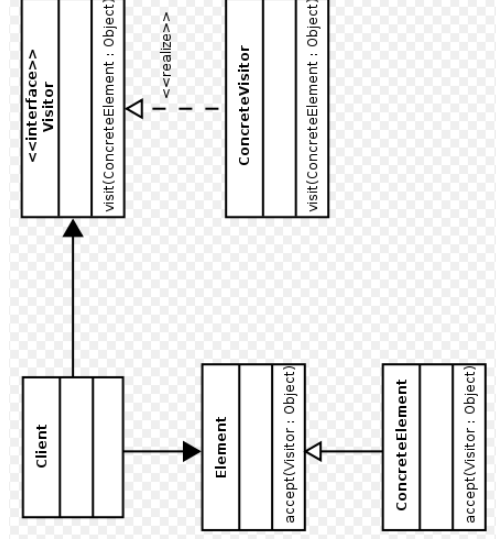 <<interface>>
Visitor
visit(ConcreteElement : Object)
<<realize>>
ConcreteVisitor
visit(ConcreteElement : Object)
Client
Element
accept(Visitor : Object)
ConcreteElement
accept(Visitor : Object)